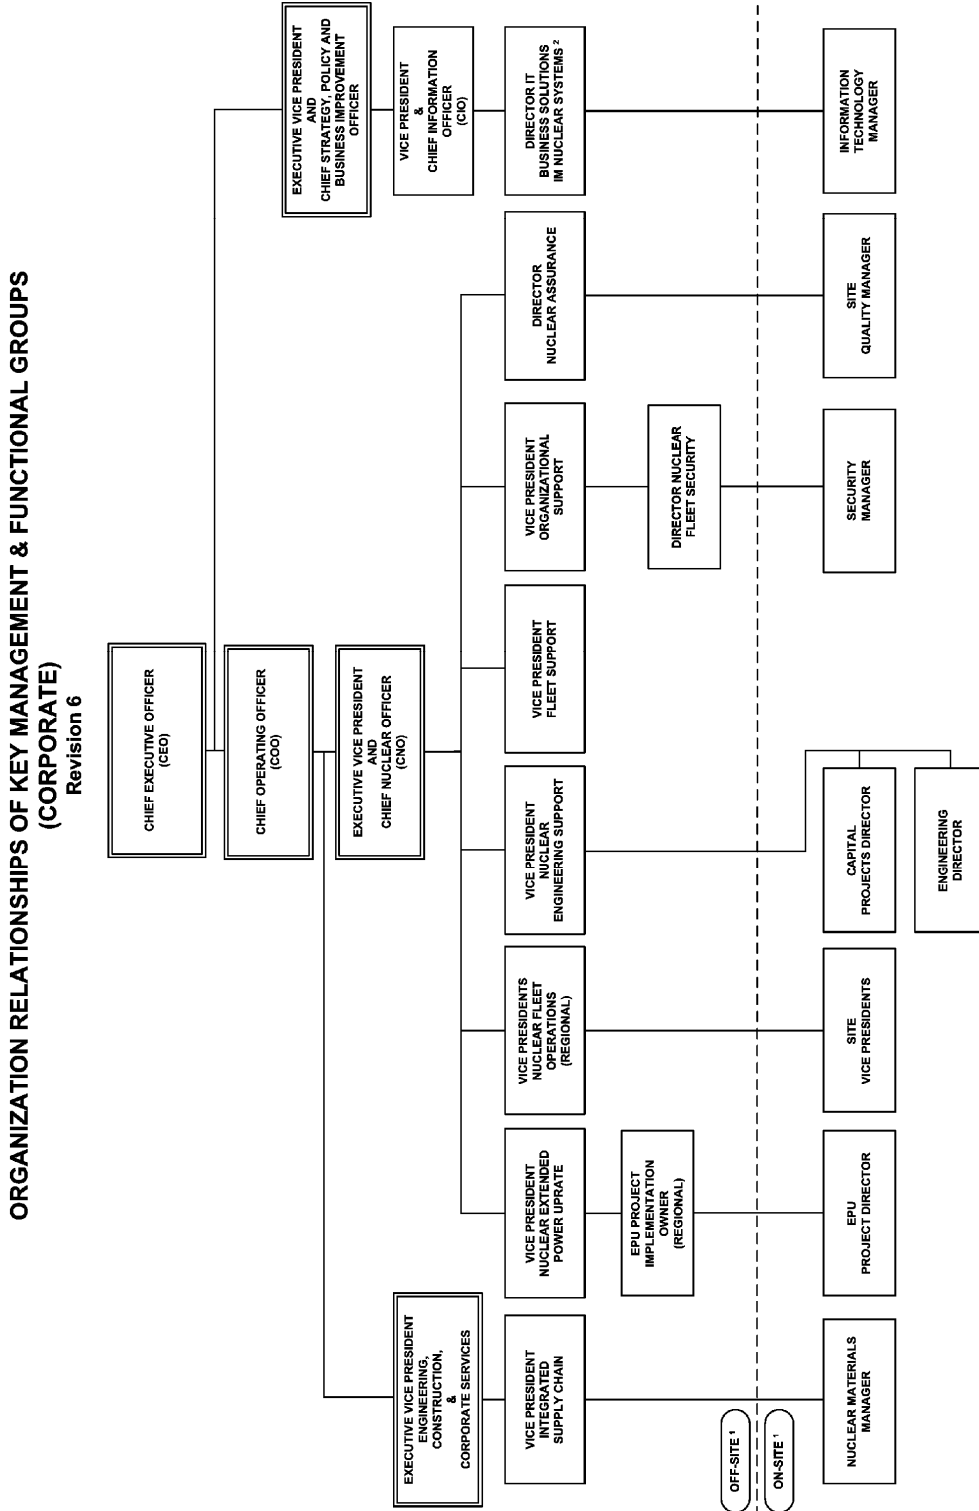 ORGANIZATION RELATIONSHIPS OF KEY MANAGEMENT & FUNCTIONAL GROUPS
(CORPORATE)
Revision 6
CHIEF EXECUTIVE OFFICER
(CEO)
CHIEF OPERATING OFFICER
(COO)
EXECUTIVE VICE PRESIDENT
AND
CHIEF NUCLEAR OFFICER
(CNO)
EXECUTIVE VICE PRESIDENT
AND
CHIEF STRATEGY, POLICY AND
BUSINESS IMPROVEMENT
OFFICER
EXECUTIVE VICE PRESIDENT
ENGINEERING,
CONSTRUCTION,
&
CORPORATE SERVICES
VICE PRESIDENT
&
CHIEF INFORMATION
OFFICER
(CIO)
VICE PRESIDENT
INTEGRATED
SUPPLY CHAIN
VICE PRESIDENT
NUCLEAR EXTENDED
POWER UPRATE
VICE PRESIDENTS
NUCLEAR FLEET
OPERATIONS
(REGIONAL)
VICE PRESIDENT
NUCLEAR
ENGINEERING SUPPORT
VICE PRESIDENT
FLEET SUPPORT
VICE PRESIDENT
ORGANIZATIONAL
SUPPORT
DIRECTOR
NUCLEAR ASSURANCE
DIRECTOR IT
BUSINESS SOLUTIONS
IM NUCLEAR SYSTEMS ²
EPU PROJECT
IMPLEMENTATION
OWNER
(REGIONAL)
DIRECTOR NUCLEAR
FLEET SECURITY
OFF-SITE ¹
ON-SITE ¹
NUCLEAR MATERIALS
MANAGER
EPU
PROJECT DIRECTOR
SITE
VICE PRESIDENTS
CAPITAL
PROJECTS DIRECTOR
SECURITY
MANAGER
SITE
QUALITY MANAGER
INFORMATION
TECHNOLOGY
MANAGER
ENGINEERING
DIRECTOR